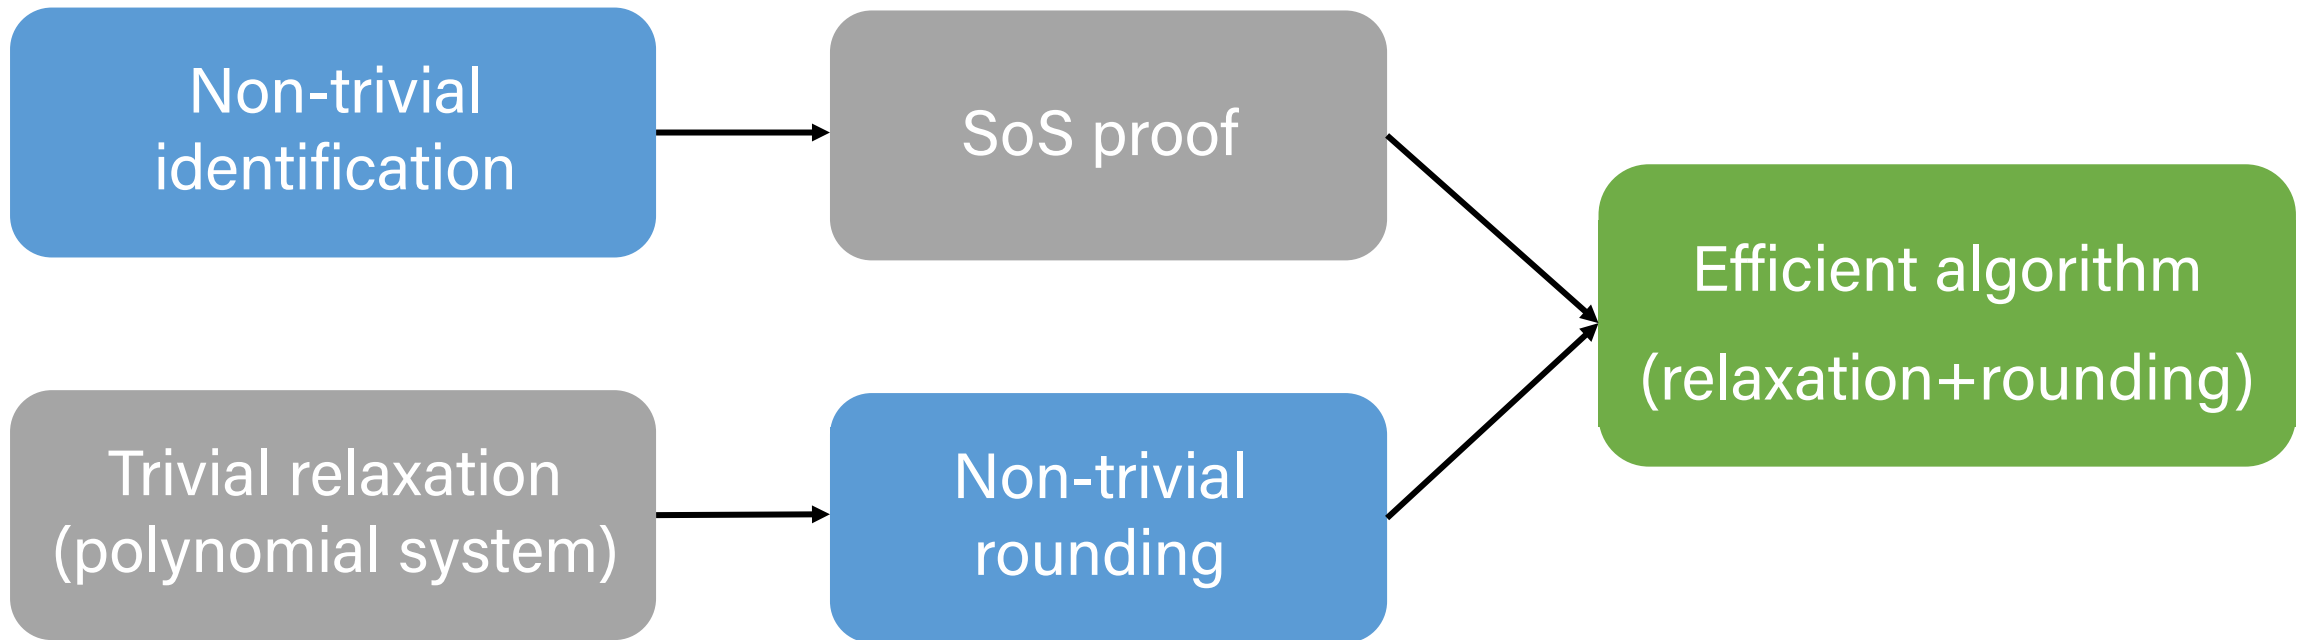 Non-trivial
identification
SoS proof
Efficient algorithm
(relaxation+rounding)
Trivial relaxation
(polynomial system)
Non-trivial
rounding